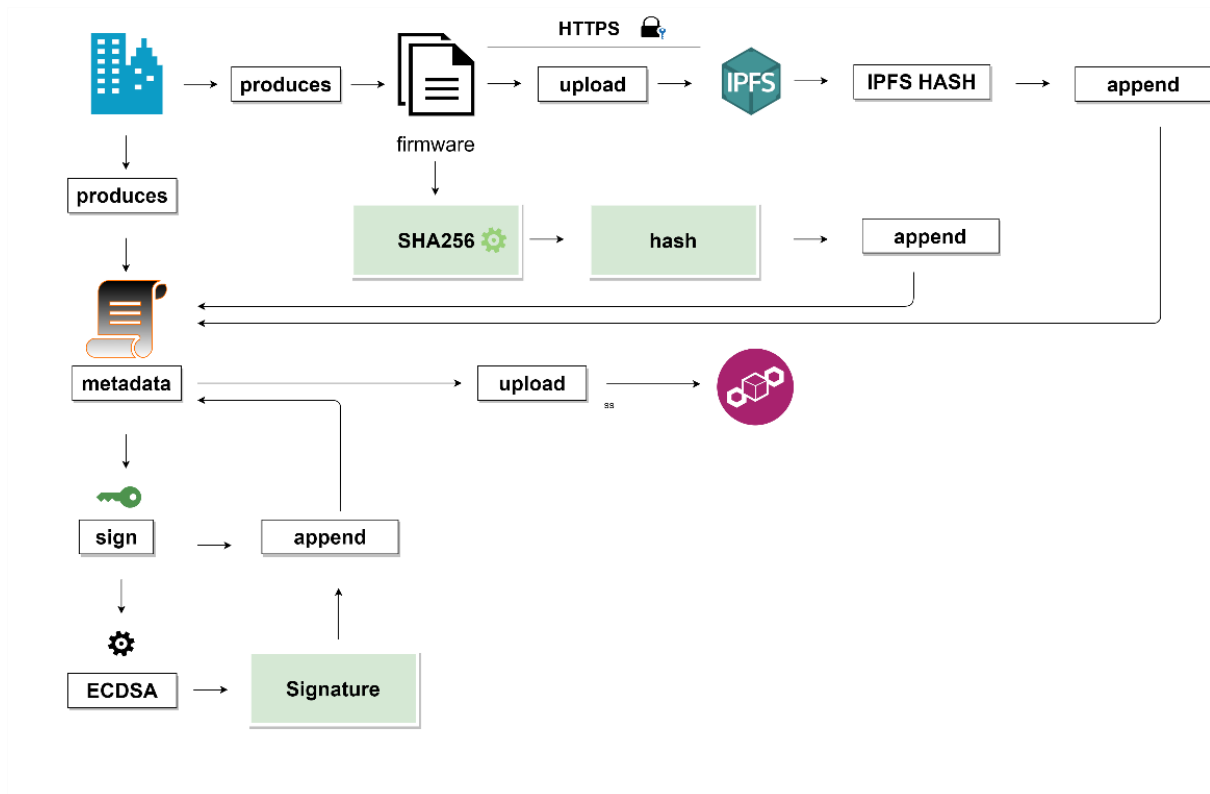 HTTPS
produces
upload
IPFS
IPFS HASH
append
firmware
produces
SHA256
hash
append
metadata
upload
ss
sign
append
ECDSA
Signature